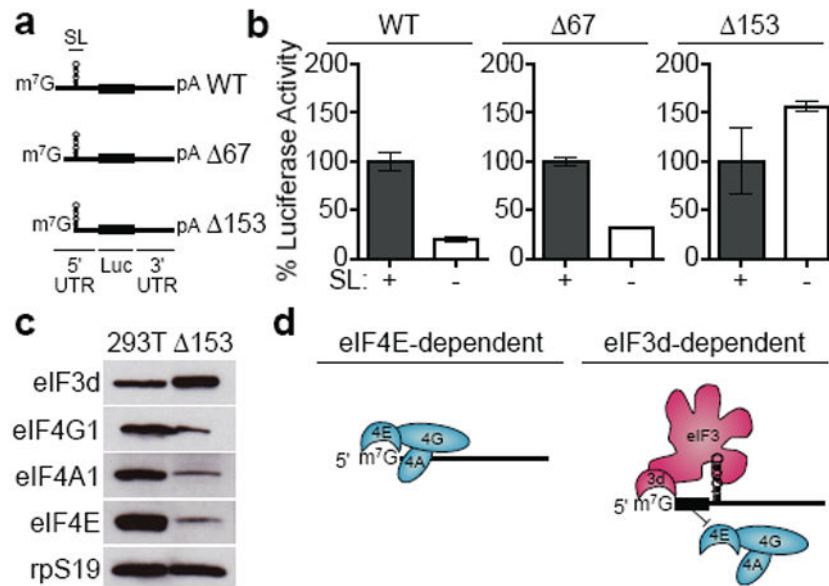 a
SL
m⁷G pA WT
m⁷G pA Δ67
m⁷G pA Δ153
5' UTR Luc 3' UTR
b
WT Δ67 Δ153
% Luciferase Activity
200 200 200
150 150 150
100 100 100
50 50 50
0 0 0
SL: + - + - + -
c
293T Δ153
eIF3d
eIF4G1
eIF4A1
eIF4E
rpS19
d
eIF4E-dependent eIF3d-dependent
4E 4G
5' m⁷G 4A
eIF3
3d
5' m⁷G
4E 4G
4A